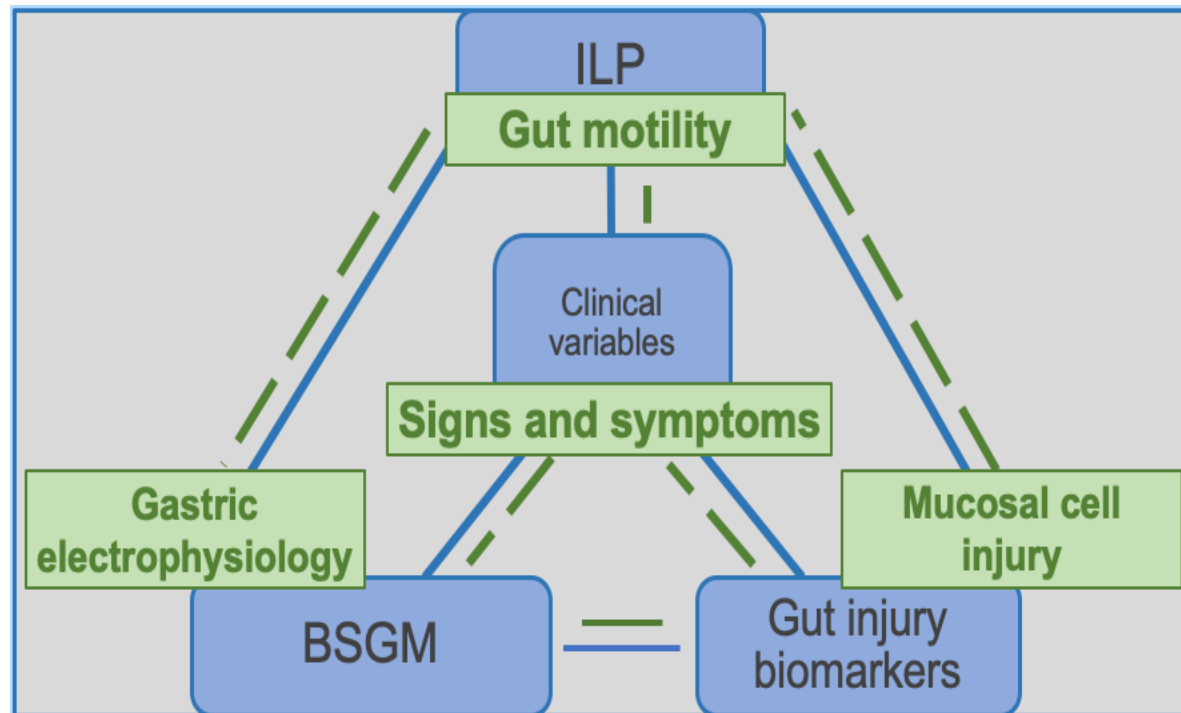 ILP
Gut motility
Clinical
variables
Signs and symptoms
Gastric
electrophysiology
Mucosal cell
injury
BSGM
Gut injury
biomarkers